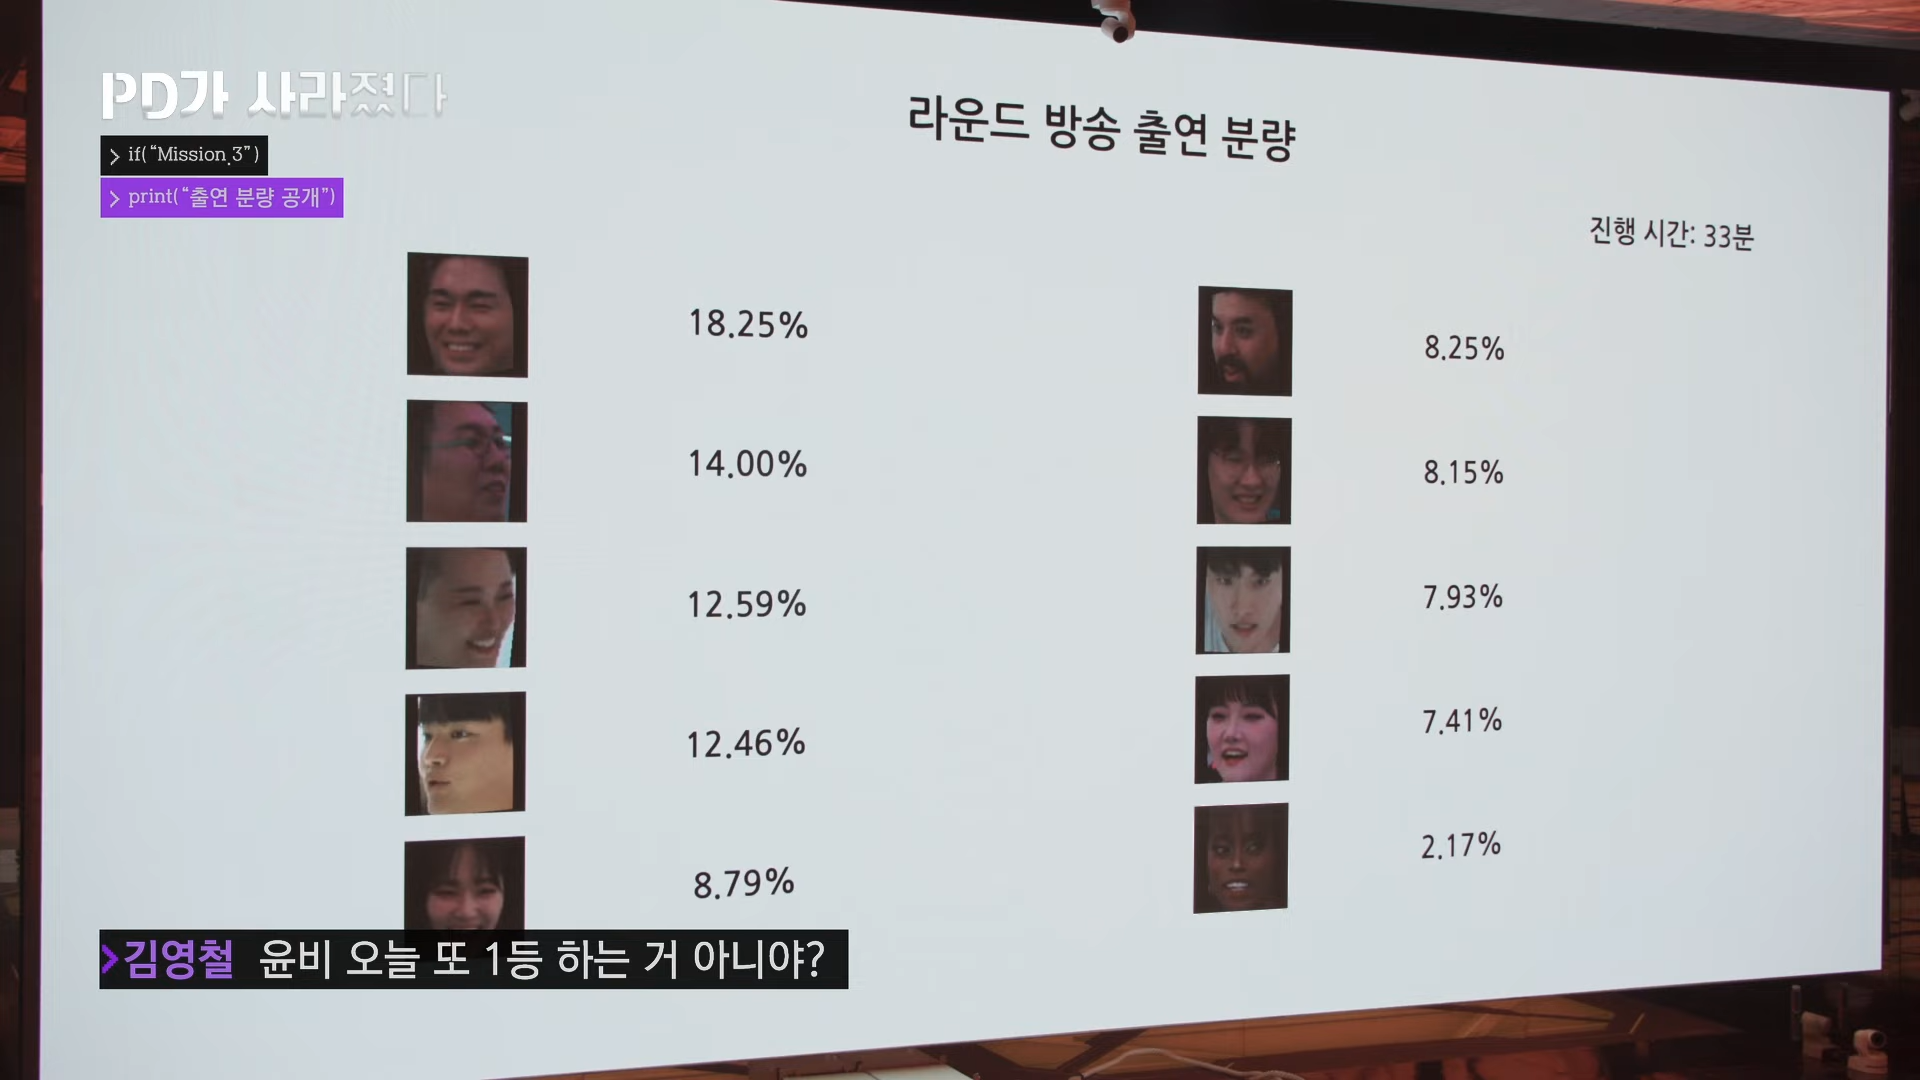 PD가 사라졌다
> if(“Mission.3”)
> print(“출연 분량 공개”)
라운드 방송 출연 분량
진행 시간: 33분
18.25%
14.00%
12.59%
12.46%
8.79%
8.25%
8.15%
7.93%
7.41%
2.17%
>김영철 윤비 오늘 또 1등 하는 거 아니야?